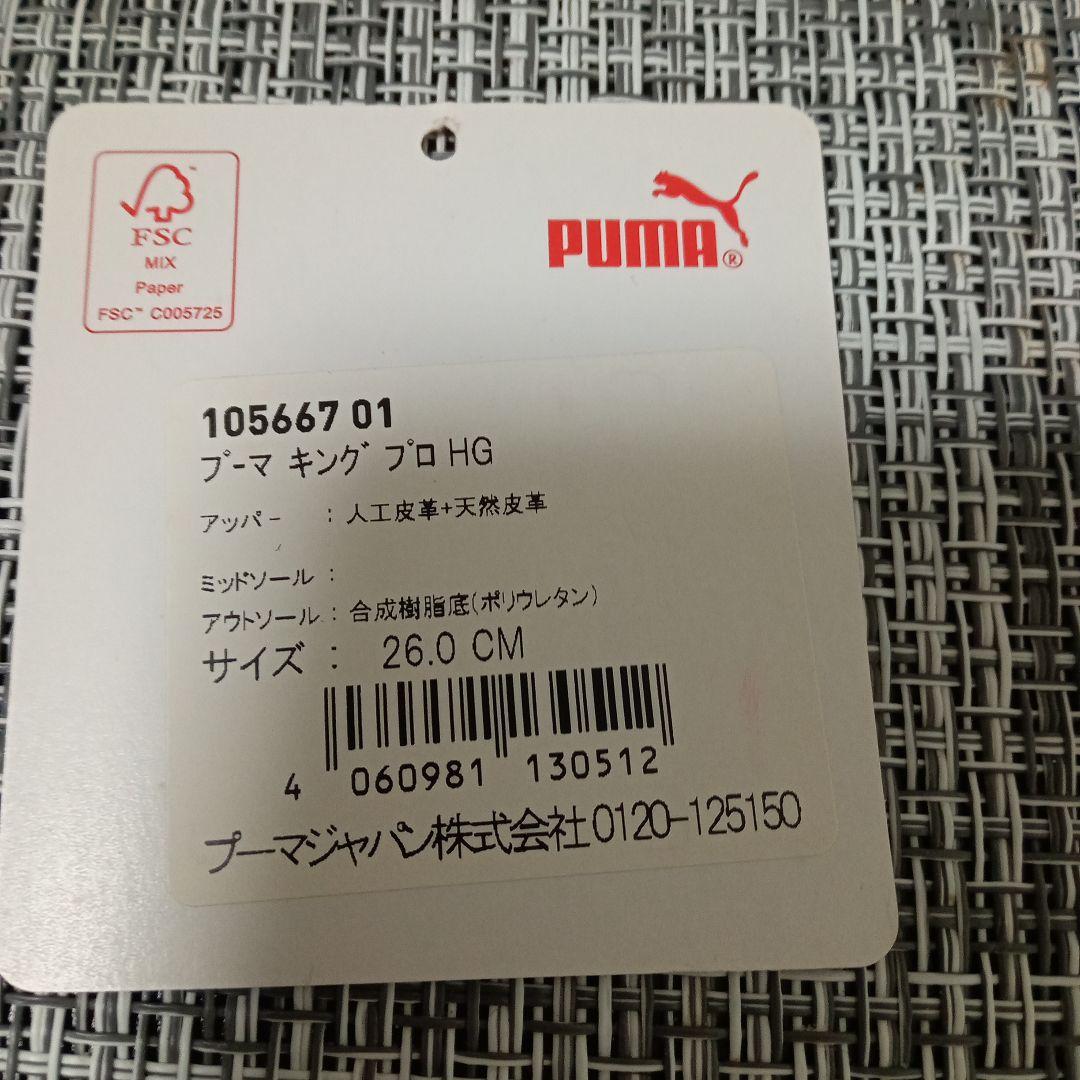 FSC™
MIX
Paper
FSC™ C005725
PUMA®
105667 01
プーマ キング プロ HG
アッパー : 人工皮革+天然皮革
ミッドソール :
アウトソール : 合成樹脂底(ポリウレタン)
サイズ : 26.0 CM
4 060981 130512
プーマジャパン株式会社0120-125150